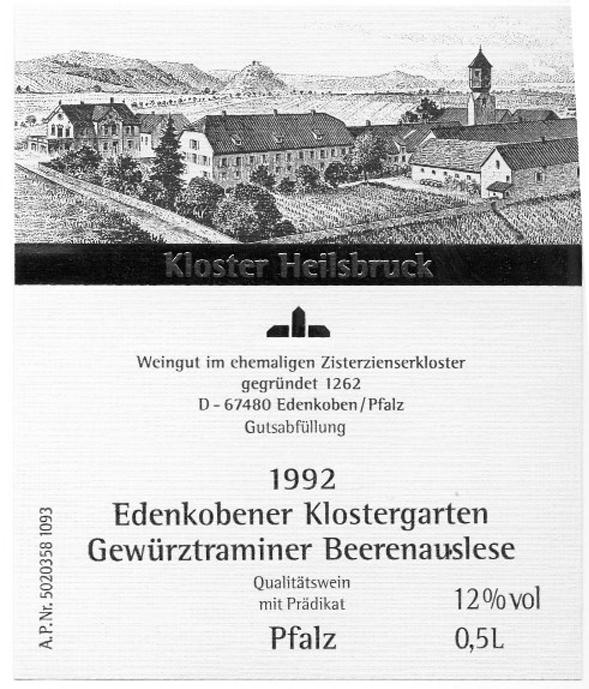 Kloster Heilsbruck
Weingut im ehemaligen Zisterzienserkloster
gegründet 1262
D - 67480 Edenkoben/Pfalz
Gutsabfüllung
1992
Edenkobener Klostergarten
Gewürztraminer Beerenauslese
Qualitätswein
mit Prädikat
12%vol
Pfalz
0,5L
A.P.Nr. 5020358 1093